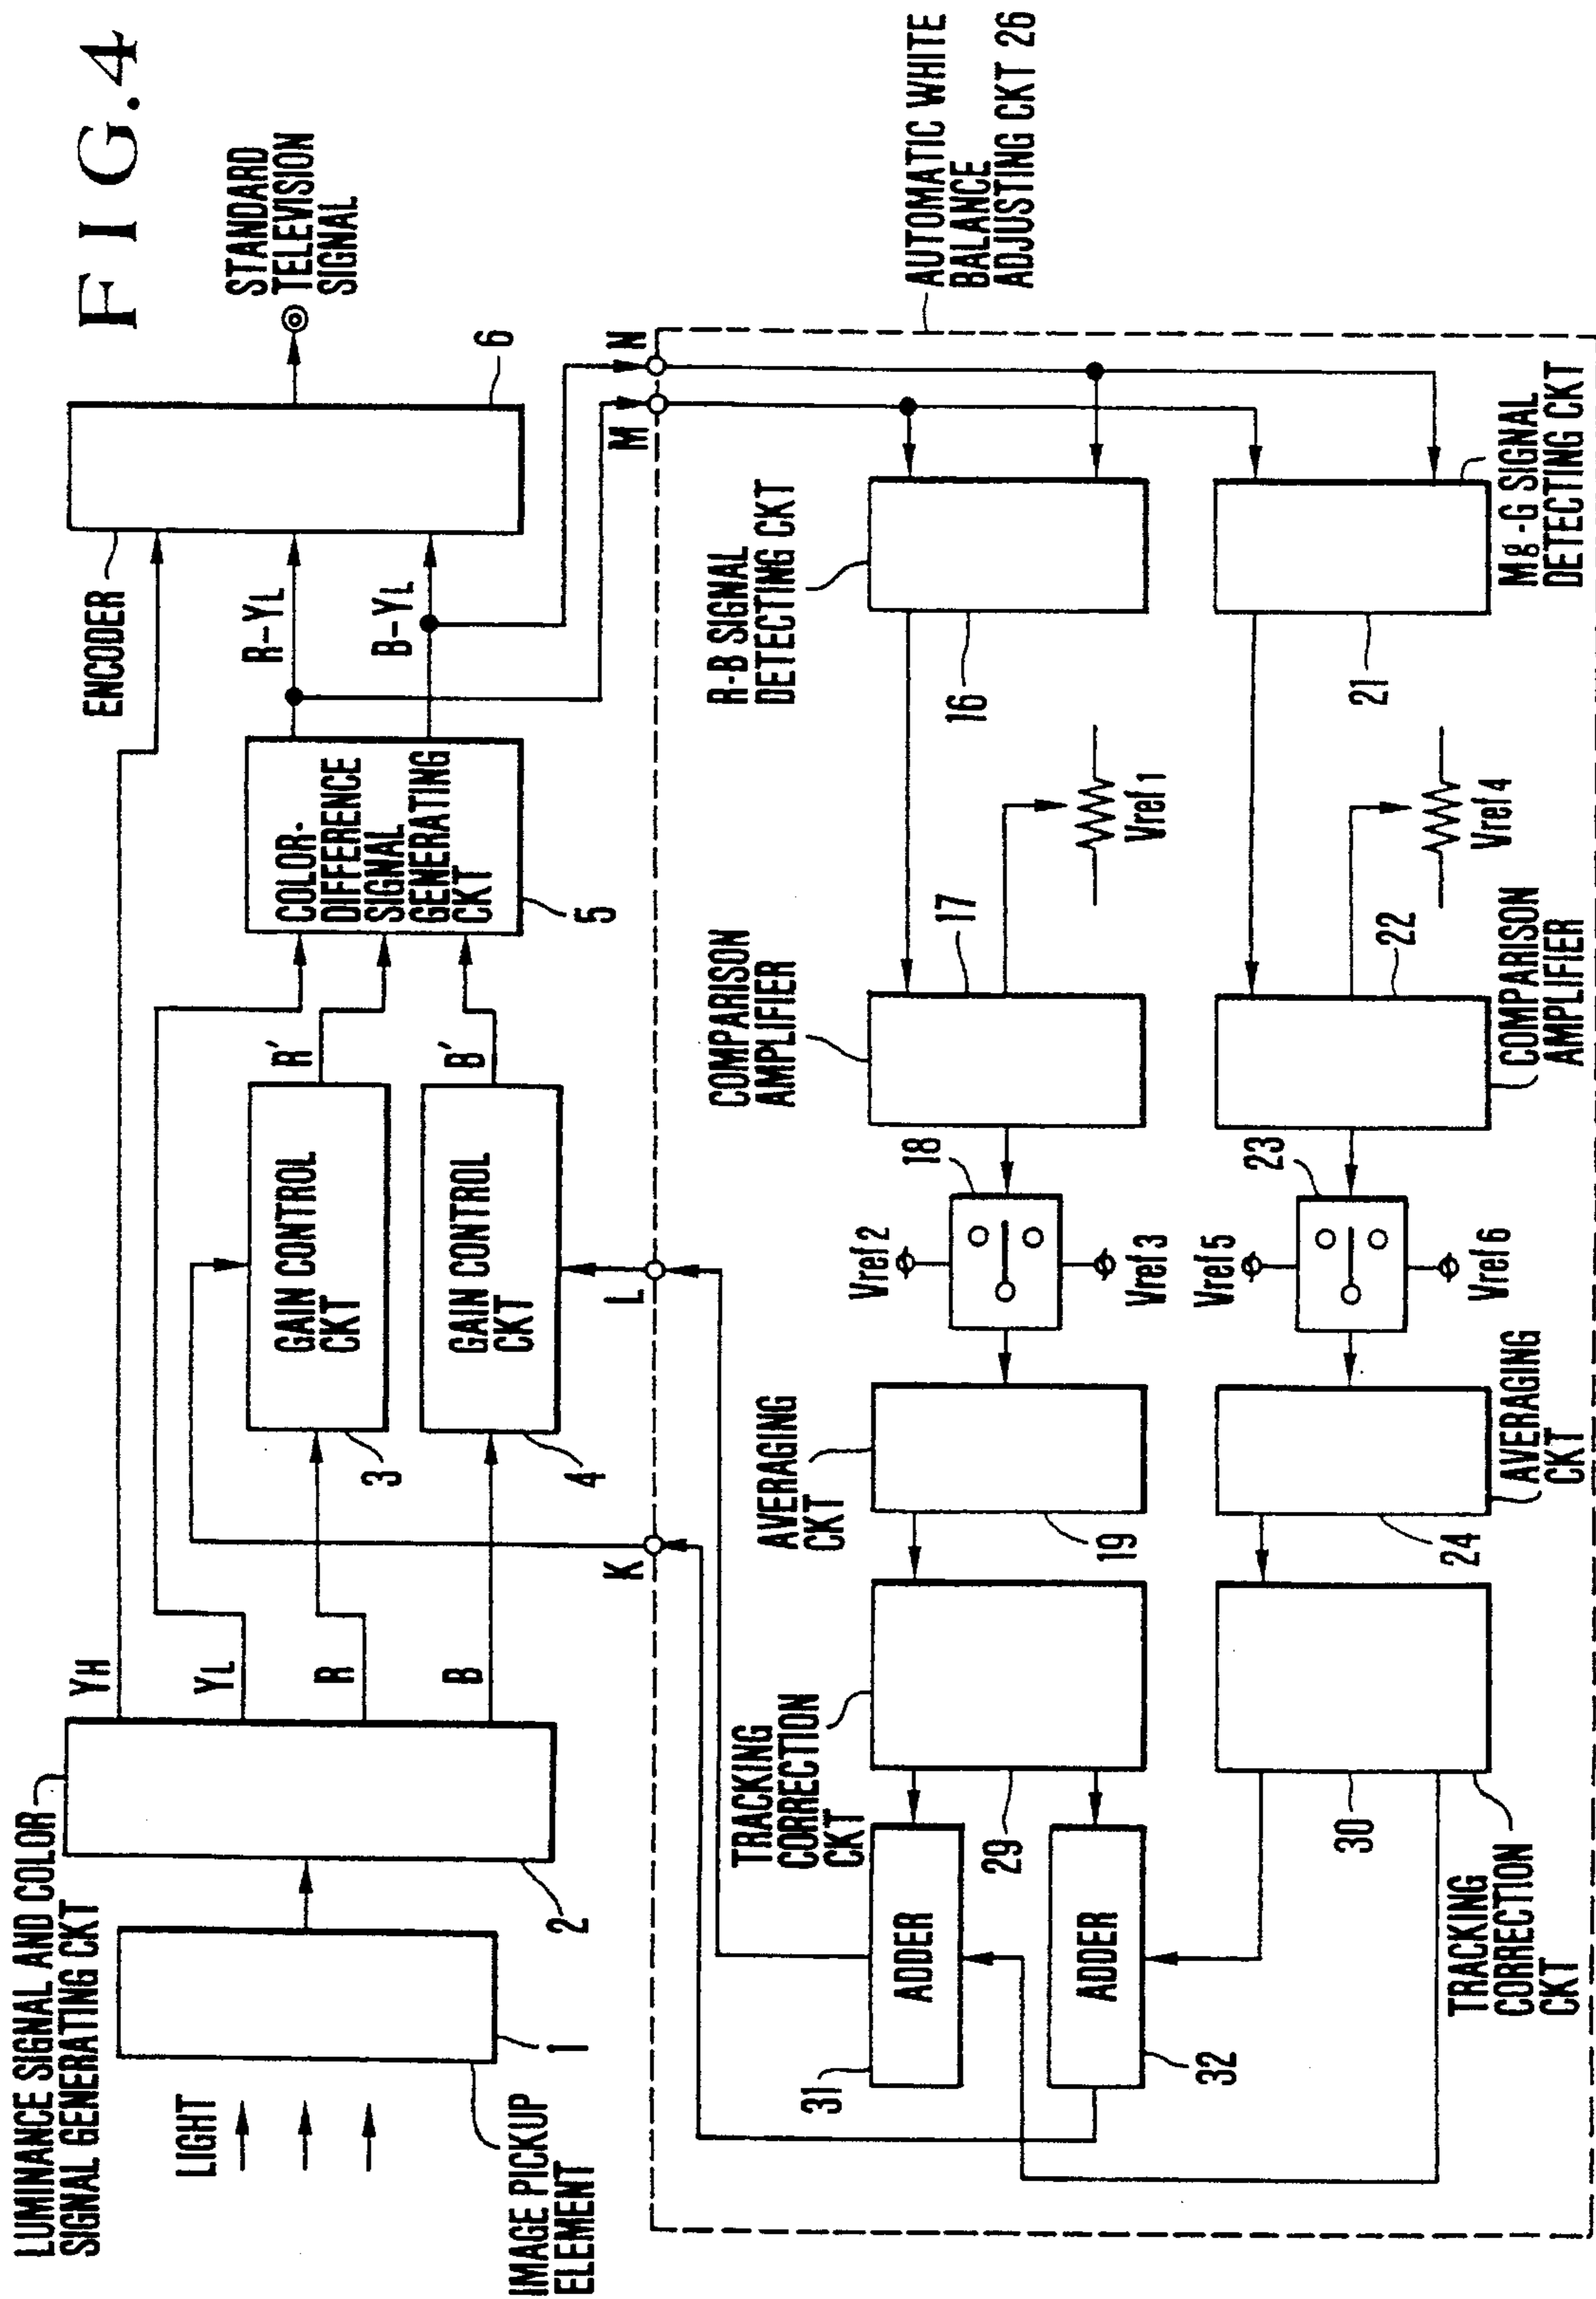 FIG.4
LUMINANCE SIGNAL AND COLOR
SIGNAL GENERATING CKT
LIGHT
IMAGE PICKUP
ELEMENT
1
2
YH
YL
R
B
GAIN CONTROL
CKT
3
GAIN CONTROL
CKT
4
R'
B'
COLOR-
DIFFERENCE
SIGNAL
GENERATING
CKT
5
R-YL
B-YL
ENCODER
6
STANDARD
TELEVISION
SIGNAL
K
L
M
N
AUTOMATIC WHITE
BALANCE
ADJUSTING CKT 26
TRACKING
CORRECTION
CKT
AVERAGING
CKT
COMPARISON
AMPLIFIER
R-B SIGNAL
DETECTING CKT
ADDER
31
29
19
Vref 2
18
Vref 3
17
Vref 1
16
ADDER
32
30
24
Vref 5
23
Vref 6
22
Vref 4
21
TRACKING
CORRECTION
CKT
AVERAGING
CKT
COMPARISON
AMPLIFIER
Mg-G SIGNAL
DETECTING CKT